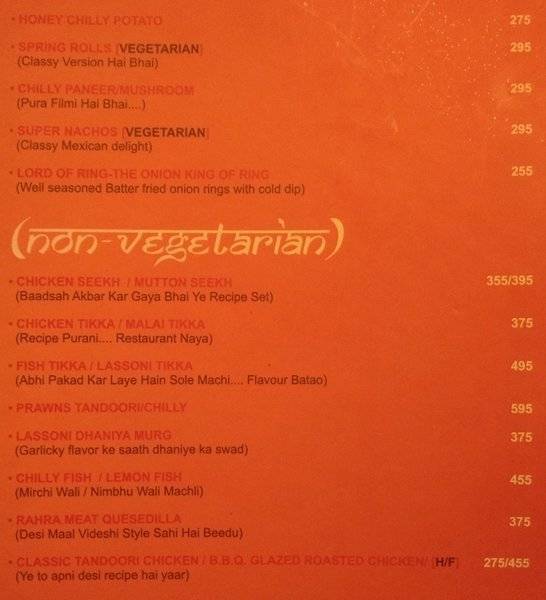 • HONEY CHILLY POTATO 275
• SPRING ROLLS [VEGETARIAN] 295
(Classy Version Hai Bhai)
• CHILLY PANEER/MUSHROOM 295
(Pura Filmi Hai Bhai....)
• SUPER NACHOS [VEGETARIAN] 295
(Classy Mexican delight)
• LORD OF RING-THE ONION KING OF RING 255
(Well seasoned Batter fried onion rings with cold dip)
(non-vegetarian)
• CHICKEN SEEKH / MUTTON SEEKH 355/395
(Baadsah Akbar Kar Gaya Bhai Ye Recipe Set)
• CHICKEN TIKKA / MALAI TIKKA 375
(Recipe Purani.... Restaurant Naya)
• FISH TIKKA / LASSONI TIKKA 495
(Abhi Pakad Kar Laye Hain Sole Machi.... Flavour Batao)
• PRAWNS TANDOORI/CHILLY 595
• LASSONI DHANIYA MURG 375
(Garlicky flavor ke saath dhaniye ka swad)
• CHILLY FISH / LEMON FISH 455
(Mirchi Wali / Nimbhu Wali Machli)
• RAHRA MEAT QUESEDILLA 375
(Desi Maal Videshi Style Sahi Hai Beedu)
• CLASSIC TANDOORI CHICKEN / B.B.Q. GLAZED ROASTED CHICKEN/ [H/F] 275/455
(Ye to apni desi recipe hai yaar)